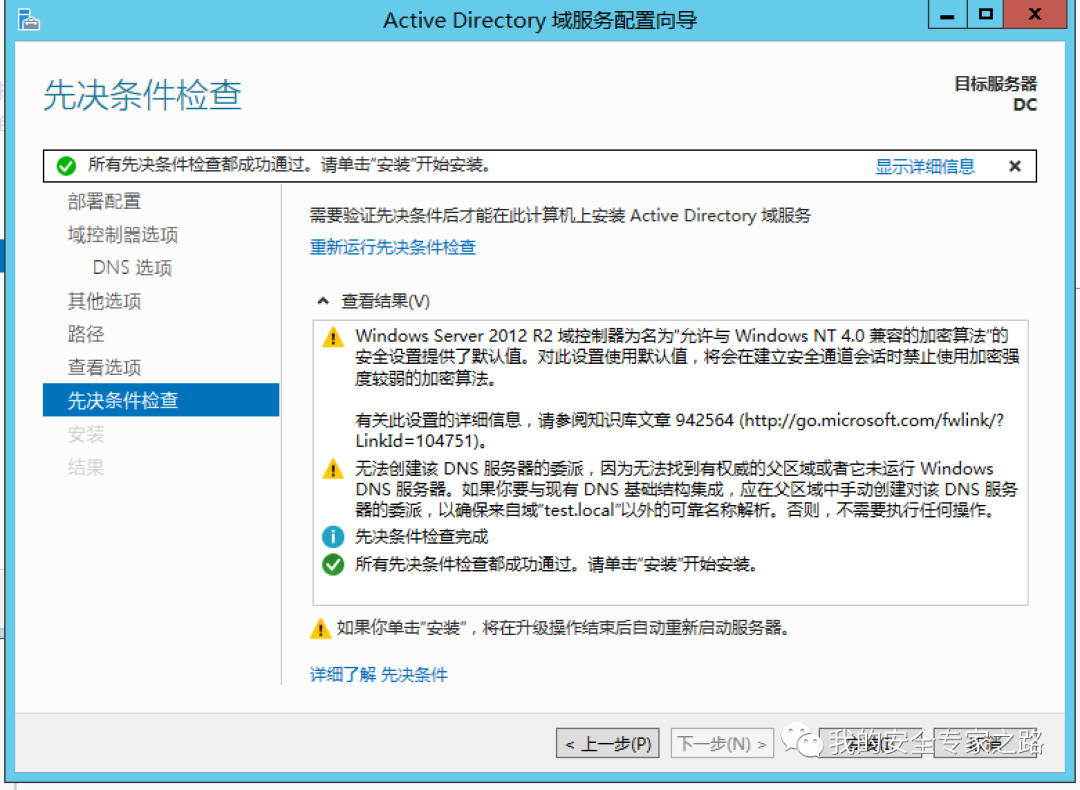 Active Directory 域服务配置向导
先决条件检查
目标服务器
DC
所有先决条件检查都成功通过。请单击“安装”开始安装。
显示详细信息
部署配置
域控制器选项
DNS 选项
其他选项
路径
查看选项
先决条件检查
安装
结果
需要验证先决条件后才能在此计算机上安装 Active Directory 域服务
重新运行先决条件检查
查看结果(V)
Windows Server 2012 R2 域控制器为名为“允许与 Windows NT 4.0 兼容的加密算法”的
安全设置提供了默认值。对此设置使用默认值，将会在建立安全通道会话时禁止使用加密强
度较弱的加密算法。
有关此设置的详细信息，请参阅知识库文章 942564 (http://go.microsoft.com/fwlink/?
LinkId=104751)。
无法创建该 DNS 服务器的委派，因为无法找到有权威的父区域或者它未运行 Windows
DNS 服务器。如果你要与现有 DNS 基础结构集成，应在父区域中手动创建对该 DNS 服务
器的委派，以确保来自域“test.local”以外的可靠名称解析。否则，不需要执行任何操作。
先决条件检查完成
所有先决条件检查都成功通过。请单击“安装”开始安装。
如果你单击“安装”，将在升级操作结束后自动重新启动服务器。
详细了解 先决条件
< 上一步(P)
下一步(N) >
安装(I)
取消
我的安全专家之路